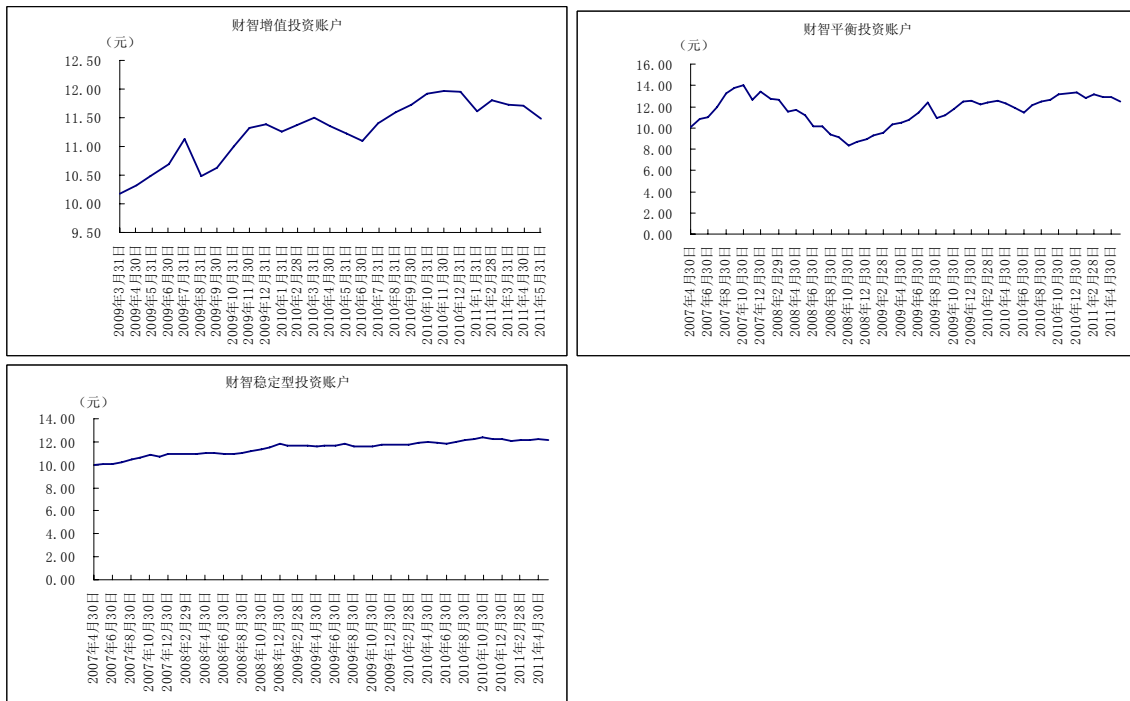 财智增值投资账户
（元）
12.50
12.00
11.50
11.00
10.50
10.00
9.50
2009年3月31日
2009年4月30日
2009年5月31日
2009年6月30日
2009年7月31日
2009年8月31日
2009年9月30日
2009年10月31日
2009年11月30日
2009年12月31日
2010年1月31日
2010年2月28日
2010年3月31日
2010年4月30日
2010年5月31日
2010年6月30日
2010年7月31日
2010年8月31日
2010年9月30日
2010年10月31日
2010年11月30日
2010年12月31日
2011年1月31日
2011年2月28日
2011年3月31日
2011年4月30日
2011年5月31日
财智平衡投资账户
（元）
16.00
14.00
12.00
10.00
8.00
6.00
4.00
2.00
0.00
2007年4月30日
2007年6月30日
2007年8月30日
2007年10月30日
2007年12月30日
2008年2月29日
2008年4月30日
2008年6月30日
2008年8月30日
2008年10月30日
2008年12月30日
2009年2月28日
2009年4月30日
2009年6月30日
2009年8月30日
2009年10月30日
2009年12月30日
2010年2月28日
2010年4月30日
2010年6月30日
2010年8月30日
2010年10月30日
2010年12月30日
2011年2月28日
2011年4月30日
财智稳定型投资账户
（元）
14.00
12.00
10.00
8.00
6.00
4.00
2.00
0.00
2007年4月30日
2007年6月30日
2007年8月30日
2007年10月30日
2007年12月30日
2008年2月29日
2008年4月30日
2008年6月30日
2008年8月30日
2008年10月30日
2008年12月30日
2009年2月28日
2009年4月30日
2009年6月30日
2009年8月30日
2009年10月30日
2009年12月30日
2010年2月28日
2010年4月30日
2010年6月30日
2010年8月30日
2010年10月30日
2010年12月30日
2011年2月28日
2011年4月30日